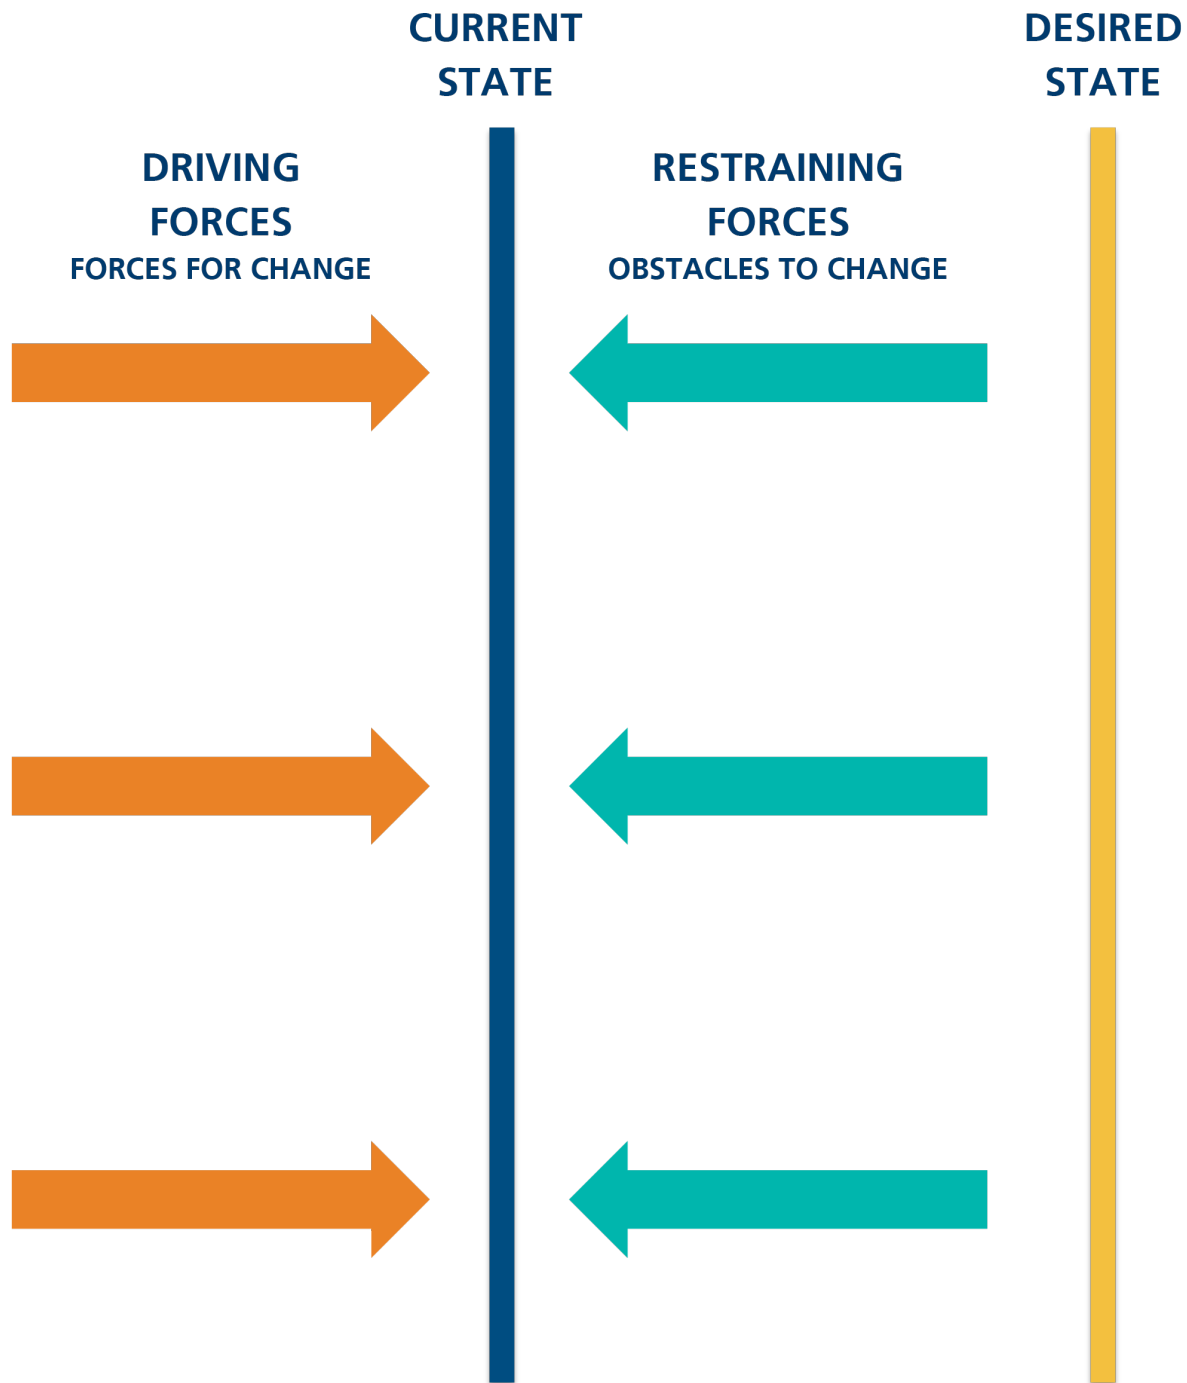 CURRENT
STATE
DESIRED
STATE
DRIVING
FORCES
FORCES FOR CHANGE
RESTRAINING
FORCES
OBSTACLES TO CHANGE